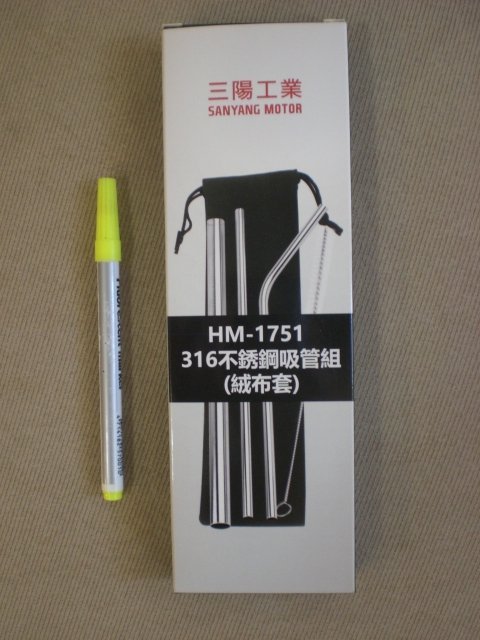 三陽工業
SANYANG MOTOR
HM-1751
316不銹鋼吸管組
(絨布套)